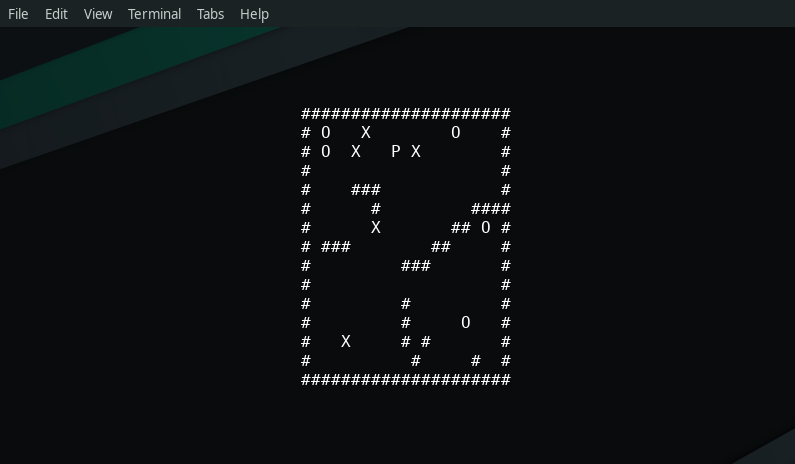 File Edit View Terminal Tabs Help
#####################
# O   X        O    #
# O  X   P X        #
#                   #
#    ###            #
#      #         ####
#      X       ## O #
# ###        ##     #
#         ###       #
#                   #
#         #         #
#         #     O   #
#   X     # #       #
#          #     #  #
#####################